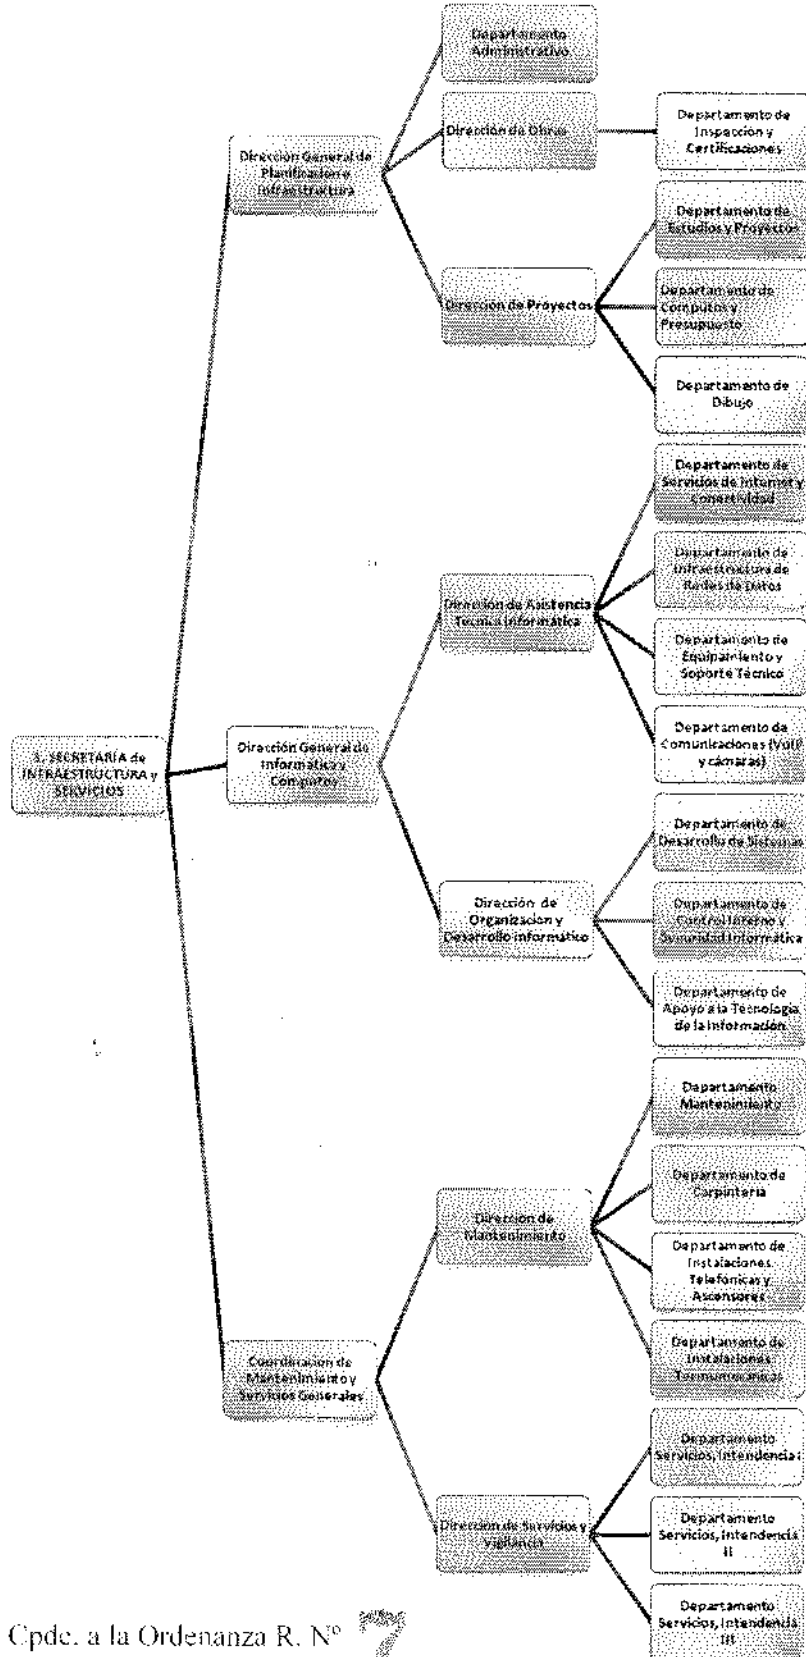 Departamento
Administrativo
Dirección de Obras
Departamento de
Inspección y
Certificaciones
Dirección General de
Planificación e
Infraestructura
Departamento de
Estudios y Proyectos
Dirección de Proyectos
Departamento de
Cómputos y
Presupuesto
Departamento de
Dibujo
Departamento de
Servicios de Internet y
Conectividad
Departamento de
Infraestructura de
Redes de Datos
Dirección de Asistencia
Técnica Informática
Departamento de
Equipamiento y
Soporte Técnico
Departamento de
Comunicaciones
y cámaras)
3. SECRETARÍA de
INFRAESTRUCTURA y
SERVICIOS
Dirección General de
Informática y
Cómputos
Departamento de
Desarrollo de Sistemas
Dirección de
Organización y
Desarrollo informático
Departamento de
Control Interno y
Seguridad Informática
Departamento de
Apoyo a la Tecnología
de la Información
Departamento
Mantenimiento
Departamento de
Carpintería
Dirección de
Mantenimiento
Departamento de
Instalaciones
Telefónicas y
Ascensores
Departamento de
Instalaciones
Termomecánicas
Coordinación de
Mantenimiento y
Servicios Generales
Departamento
Servicios, Intendencia I
Dirección de Servicios y
vigilancia
Departamento
Servicios, Intendencia
II
Departamento
Servicios, Intendencia
III
Cpde. a la Ordenanza R. Nº 7